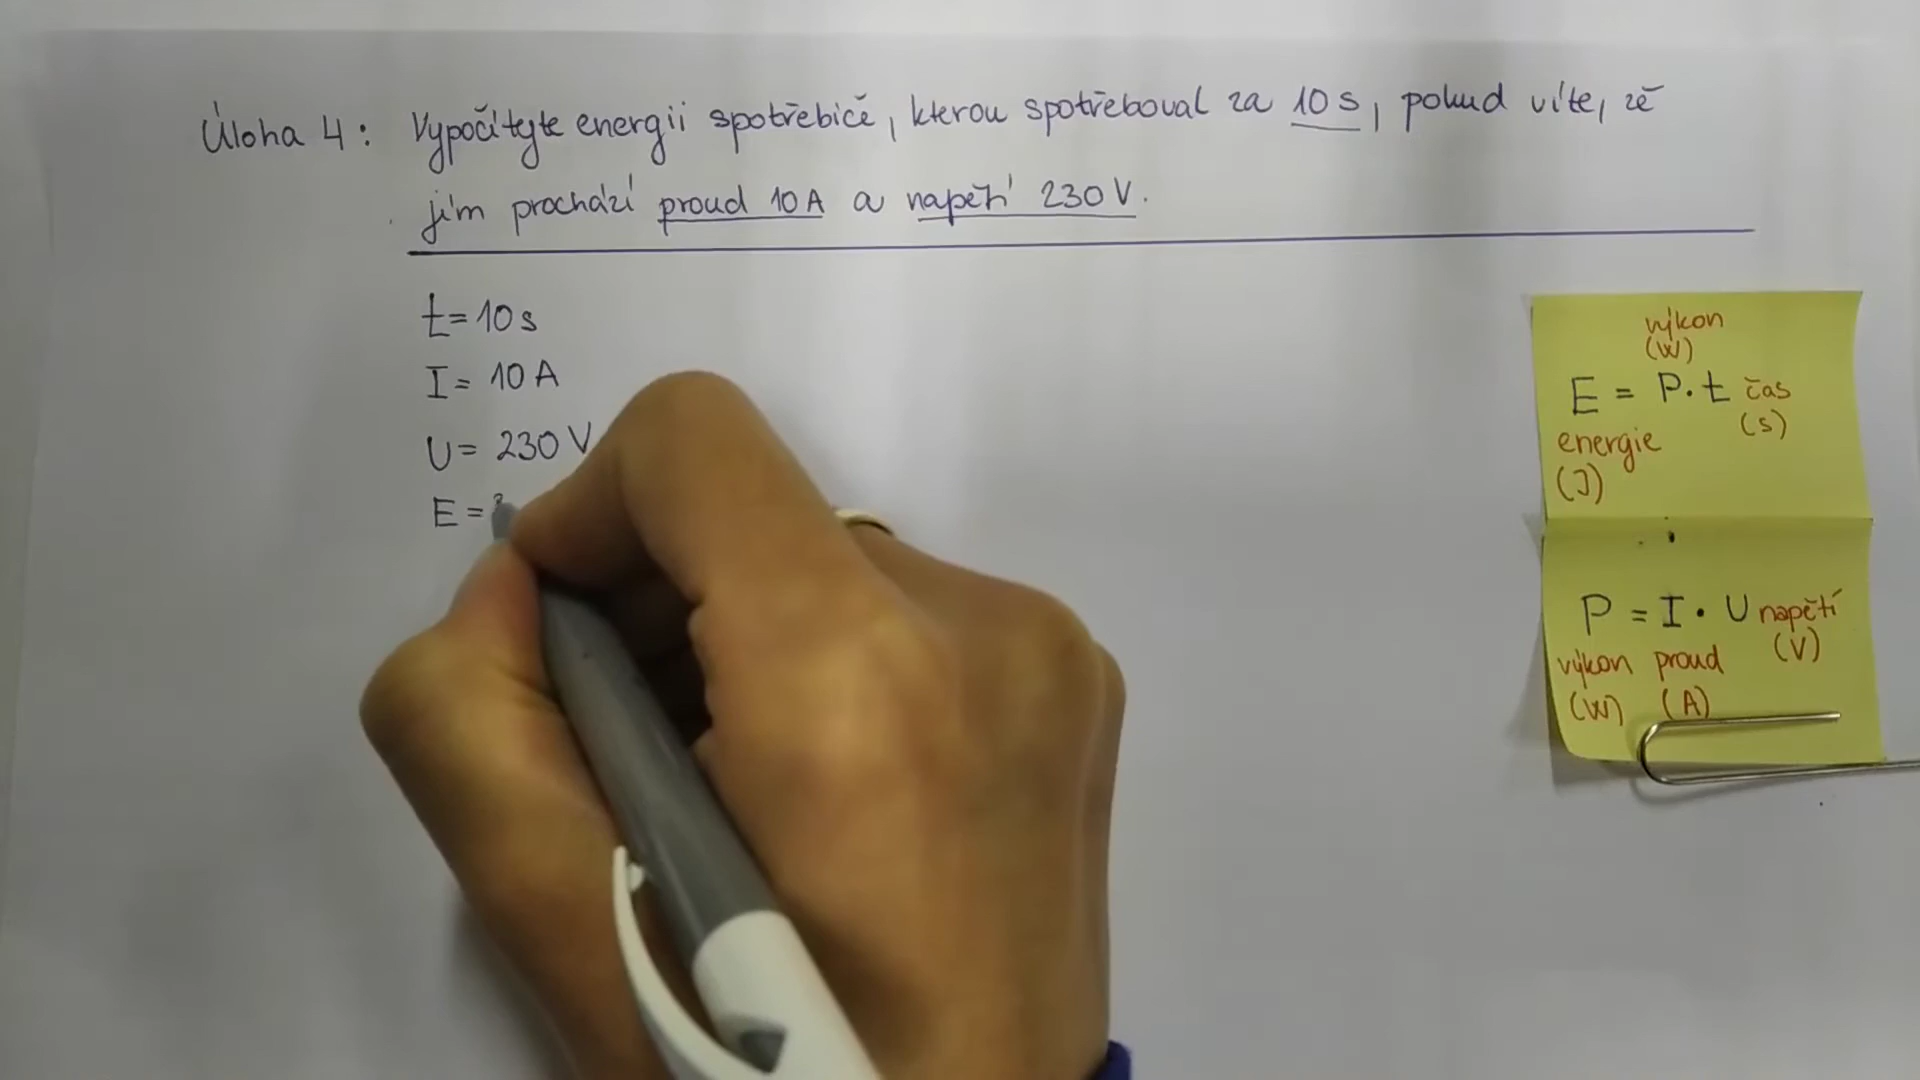 Úloha 4: Vypočítejte energii spotřebiče, kterou spotřeboval za 10 s, pokud víte, že
jím prochází proud 10 A a napětí 230 V.
t = 10 s
I = 10 A
U = 230 V
E = ?
výkon
(W)
E = P · t čas
(s)
energie
(J)
P = I · U napětí
(V)
výkon proud
(W) (A)